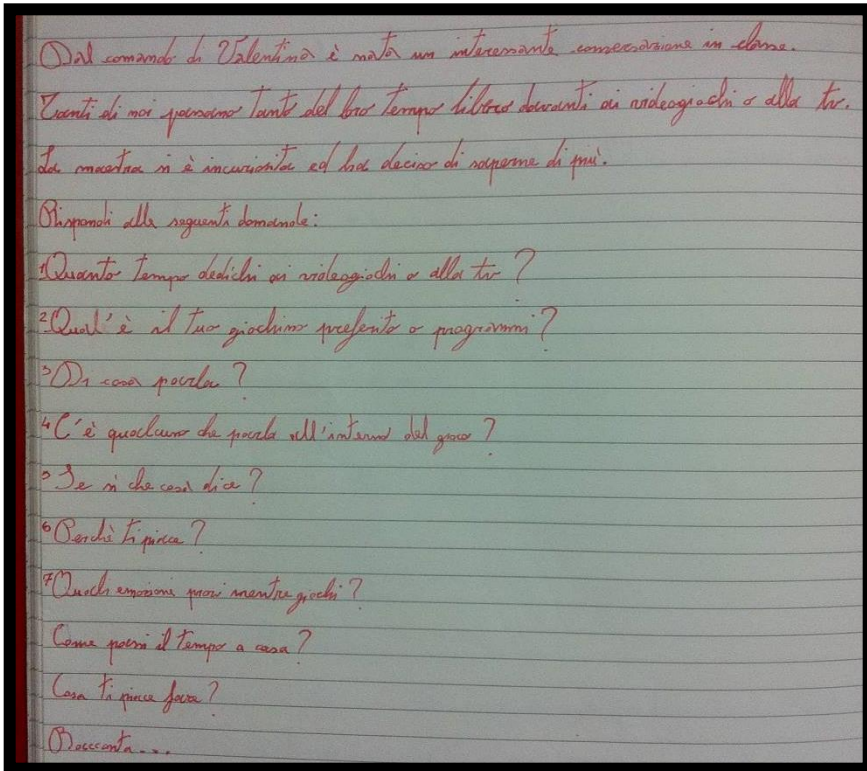 Dal comando di Valentina è nata un interessante conversazione in classe.
Tanti di noi passano tanto del loro tempo libero davanti ai videogiochi o alla tv.
La maestra si è incuriosita ed ha deciso di saperne di più.
Rispondi alle seguenti domande:
1 Quanto tempo dedichi ai videogiochi o alla tv?
2 Qual'è il tuo giochino preferito o programmi?
3 Di cosa parla?
4 C'è qualcuno che parla all'interno del gioco?
5 Se si che cosa dice?
6 Perchè ti piace?
7 Quali emozioni provi mentre giochi?
Come passi il tempo a casa?
Cosa ti piace fare?
Racconta...